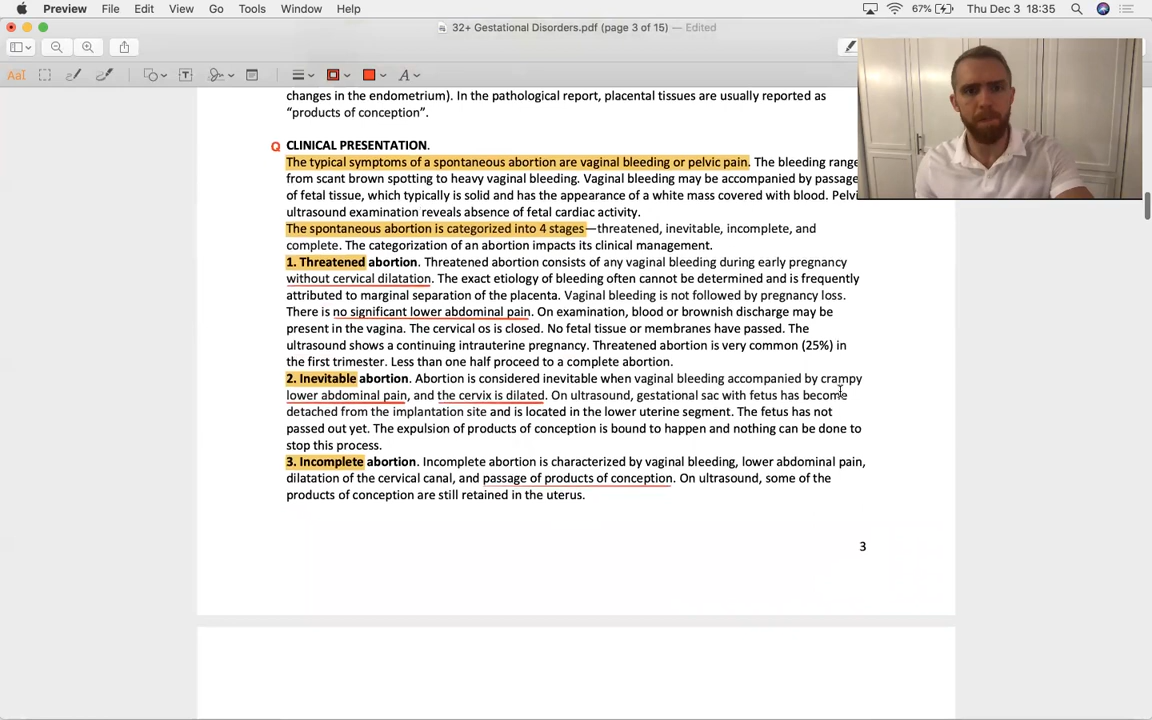 Preview File Edit View Go Tools Window Help 67% Thu Dec 3 18:35
32+ Gestational Disorders.pdf (page 3 of 15) — Edited
changes in the endometrium). In the pathological report, placental tissues are usually reported as
“products of conception”.
Q CLINICAL PRESENTATION.
The typical symptoms of a spontaneous abortion are vaginal bleeding or pelvic pain. The bleeding range
from scant brown spotting to heavy vaginal bleeding. Vaginal bleeding may be accompanied by passage
of fetal tissue, which typically is solid and has the appearance of a white mass covered with blood. Pelvi
ultrasound examination reveals absence of fetal cardiac activity.
The spontaneous abortion is categorized into 4 stages—threatened, inevitable, incomplete, and
complete. The categorization of an abortion impacts its clinical management.
1. Threatened abortion. Threatened abortion consists of any vaginal bleeding during early pregnancy
without cervical dilatation. The exact etiology of bleeding often cannot be determined and is frequently
attributed to marginal separation of the placenta. Vaginal bleeding is not followed by pregnancy loss.
There is no significant lower abdominal pain. On examination, blood or brownish discharge may be
present in the vagina. The cervical os is closed. No fetal tissue or membranes have passed. The
ultrasound shows a continuing intrauterine pregnancy. Threatened abortion is very common (25%) in
the first trimester. Less than one half proceed to a complete abortion.
2. Inevitable abortion. Abortion is considered inevitable when vaginal bleeding accompanied by crampy
lower abdominal pain, and the cervix is dilated. On ultrasound, gestational sac with fetus has become
detached from the implantation site and is located in the lower uterine segment. The fetus has not
passed out yet. The expulsion of products of conception is bound to happen and nothing can be done to
stop this process.
3. Incomplete abortion. Incomplete abortion is characterized by vaginal bleeding, lower abdominal pain,
dilatation of the cervical canal, and passage of products of conception. On ultrasound, some of the
products of conception are still retained in the uterus.
3